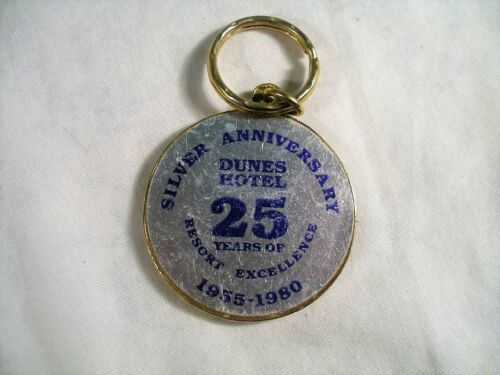 SILVER ANNIVERSARY
DUNES
HOTEL
25
YEARS OF
RESORT EXCELLENCE
1955-1980